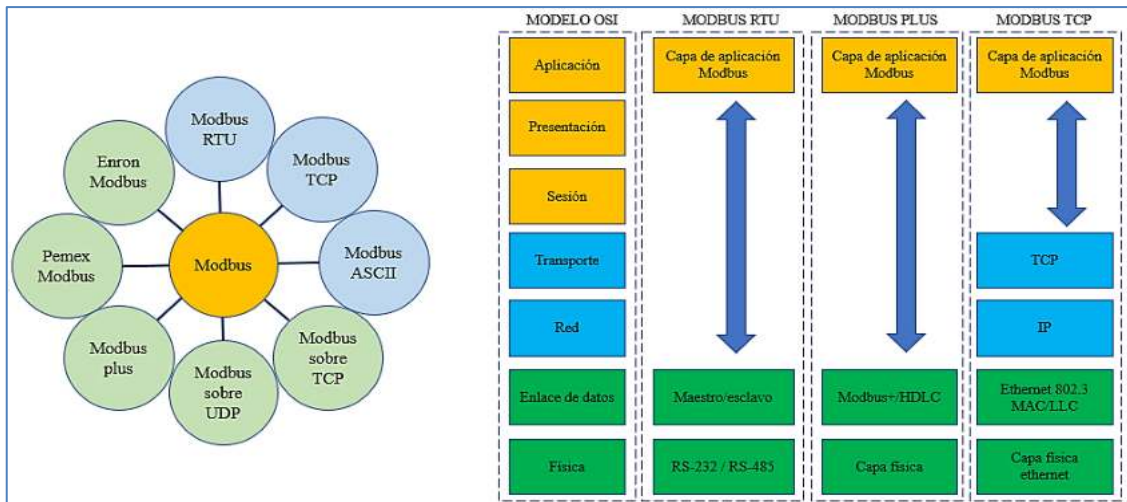 Modbus
RTU
Modbus
TCP
Modbus
ASCII
Modbus
sobre
TCP
Modbus
sobre
UDP
Modbus
plus
Pemex
Modbus
Enron
Modbus
Modbus
MODELO OSI
Aplicación
Presentación
Sesión
Transporte
Red
Enlace de datos
Física
MODBUS RTU
Capa de aplicación
Modbus
Maestro/esclavo
RS-232 / RS-485
MODBUS PLUS
Capa de aplicación
Modbus
Modbus+/HDLC
Capa física
MODBUS TCP
Capa de aplicación
Modbus
TCP
IP
Ethernet 802.3
MAC/LLC
Capa física
ethernet